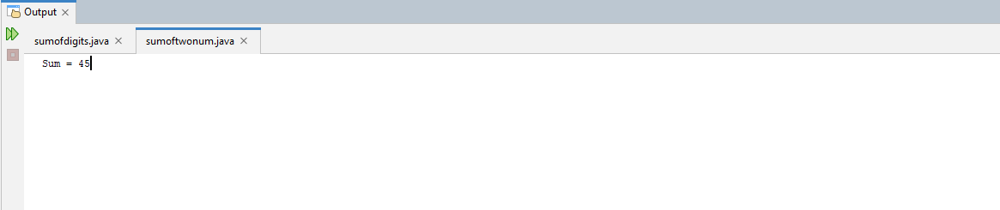 Output
sumofdigits.java
sumoftwonum.java
Sum = 45